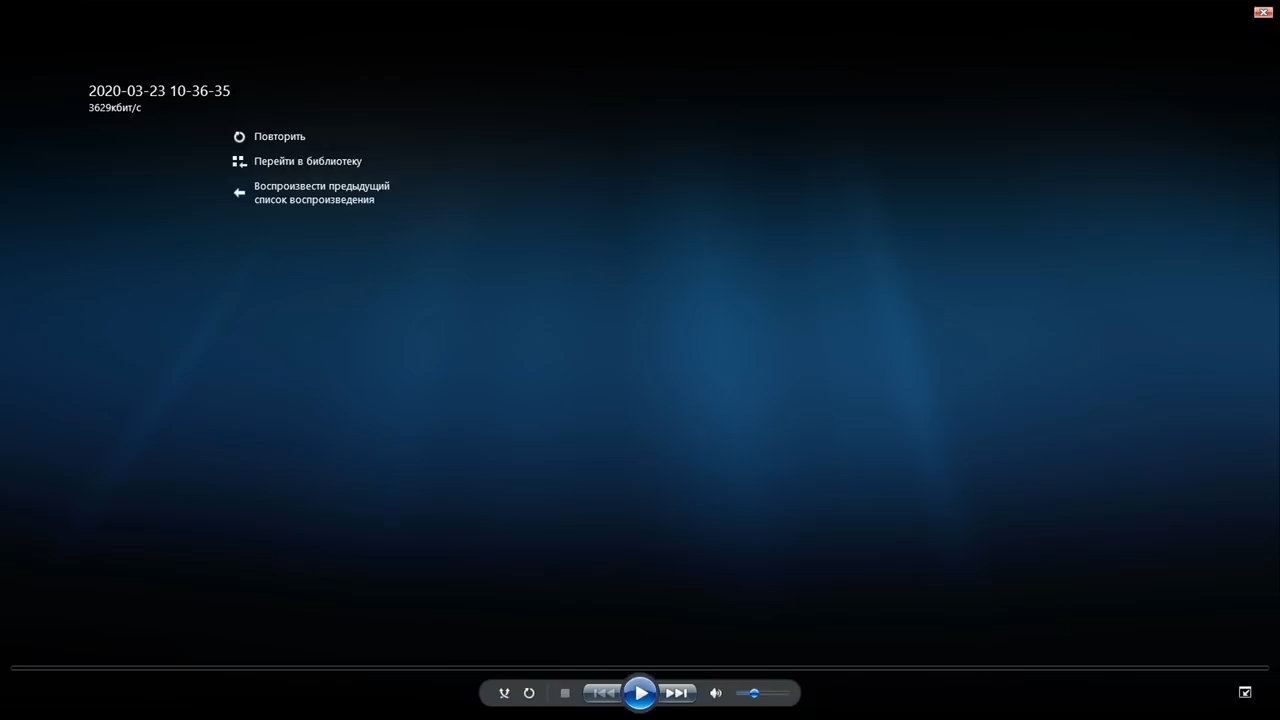 2020-03-23 10-36-35
3629кбит/с
Повторить
Перейти в библиотеку
Воспроизвести предыдущий
список воспроизведения